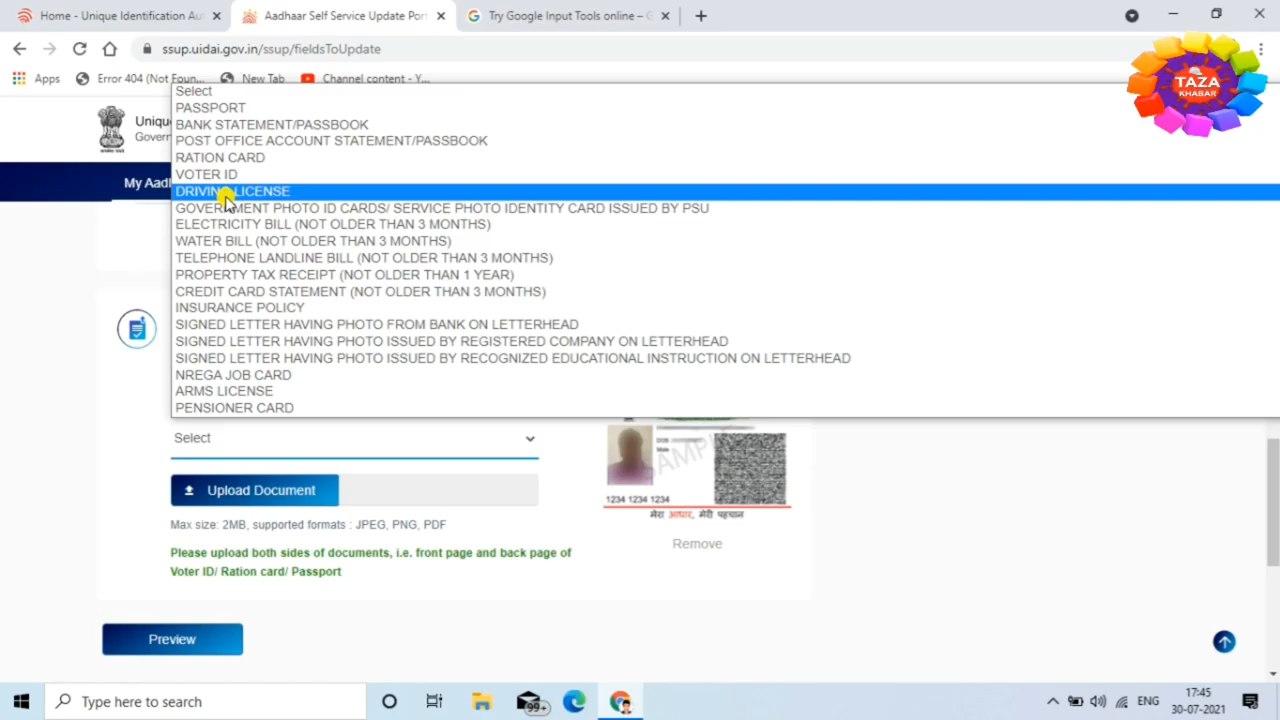 Home - Unique Identification Au
Aadhaar Self Service Update Port
Try Google Input Tools online – G
ssup.uidai.gov.in/ssup/fieldsToUpdate
Apps
Error 404 (Not Foun...
New Tab
Channel content - Y...
TAZA
KHABAR
Select
PASSPORT
BANK STATEMENT/PASSBOOK
POST OFFICE ACCOUNT STATEMENT/PASSBOOK
RATION CARD
VOTER ID
DRIVING LICENSE
GOVERNMENT PHOTO ID CARDS/ SERVICE PHOTO IDENTITY CARD ISSUED BY PSU
ELECTRICITY BILL (NOT OLDER THAN 3 MONTHS)
WATER BILL (NOT OLDER THAN 3 MONTHS)
TELEPHONE LANDLINE BILL (NOT OLDER THAN 3 MONTHS)
PROPERTY TAX RECEIPT (NOT OLDER THAN 1 YEAR)
CREDIT CARD STATEMENT (NOT OLDER THAN 3 MONTHS)
INSURANCE POLICY
SIGNED LETTER HAVING PHOTO FROM BANK ON LETTERHEAD
SIGNED LETTER HAVING PHOTO ISSUED BY REGISTERED COMPANY ON LETTERHEAD
SIGNED LETTER HAVING PHOTO ISSUED BY RECOGNIZED EDUCATIONAL INSTRUCTION ON LETTERHEAD
NREGA JOB CARD
ARMS LICENSE
PENSIONER CARD
Uniqu
Govern
My Aadh
Select
Upload Document
Max size: 2MB, supported formats : JPEG, PNG, PDF
Please upload both sides of documents, i.e. front page and back page of
Voter ID/ Ration card/ Passport
1234 1234 1234
मेरा आधार, मेरी पहचान
Remove
Preview
Type here to search
99+
ENG
17:45
30-07-2021